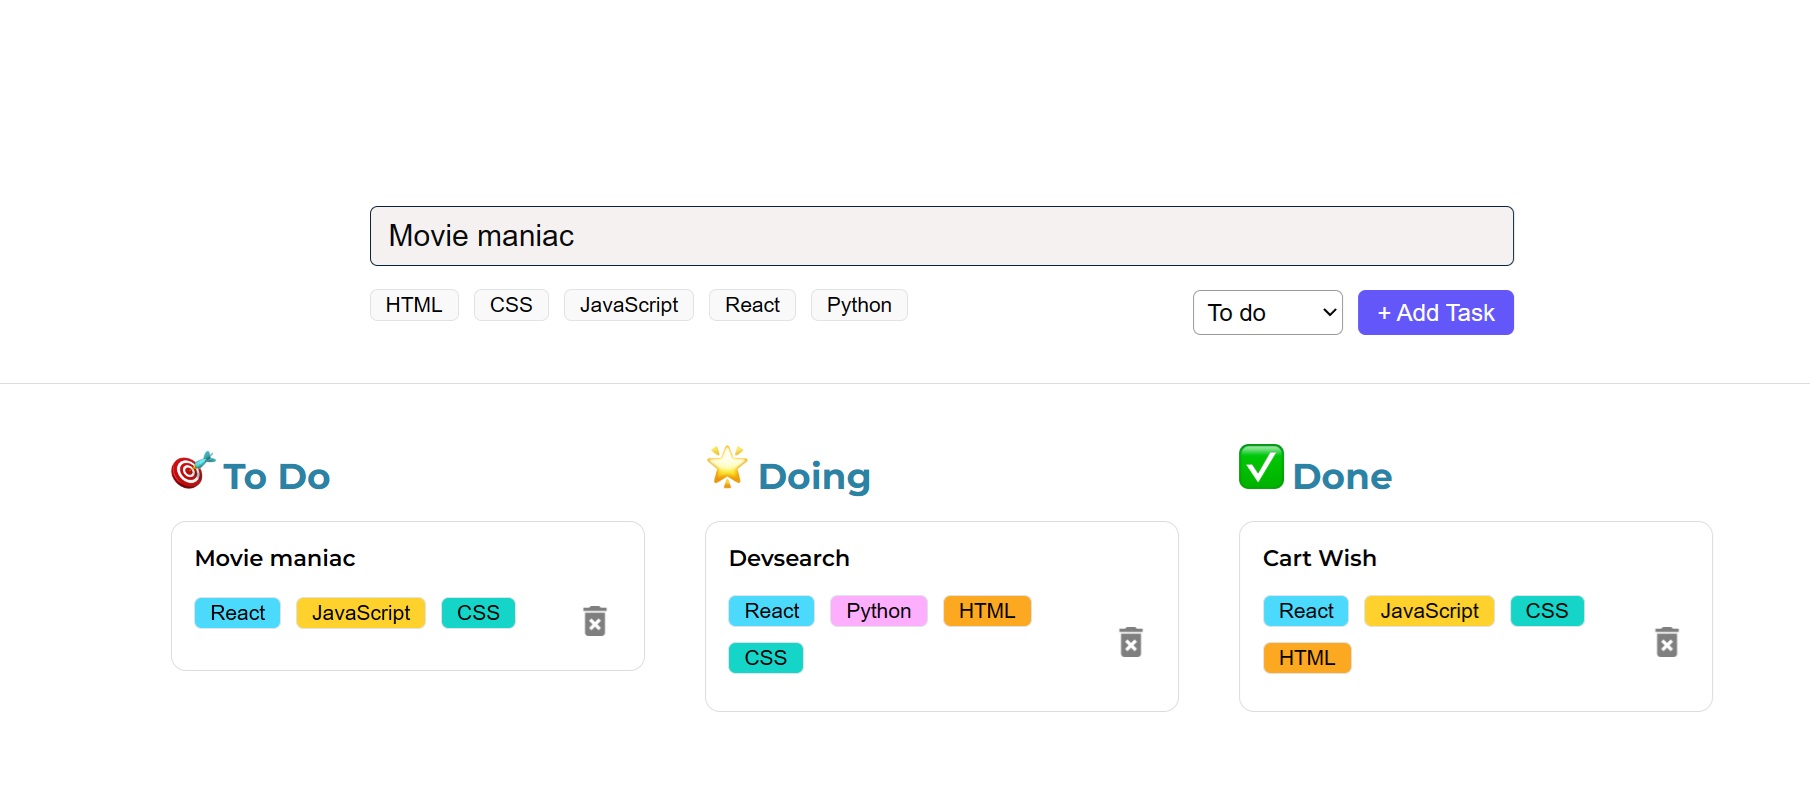 Movie maniac
HTML CSS JavaScript React Python
To do + Add Task
To Do
Movie maniac
React JavaScript CSS
Doing
Devsearch
React Python HTML
CSS
Done
Cart Wish
React JavaScript CSS
HTML